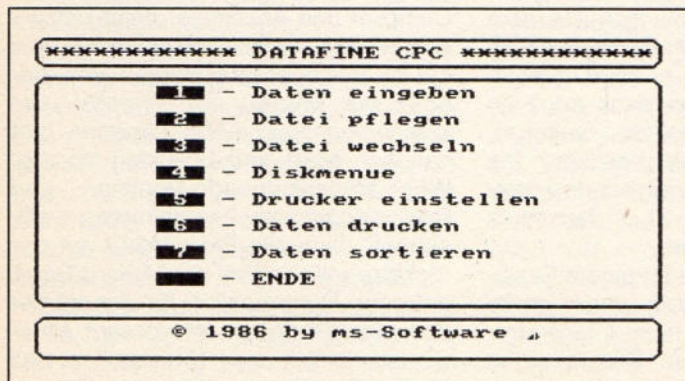 ************ DATAFINE CPC ************
1 - Daten eingeben
2 - Datei pflegen
3 - Datei wechseln
4 - Diskmenue
5 - Drucker einstellen
6 - Daten drucken
7 - Daten sortieren
- ENDE
© 1986 by ms-Software